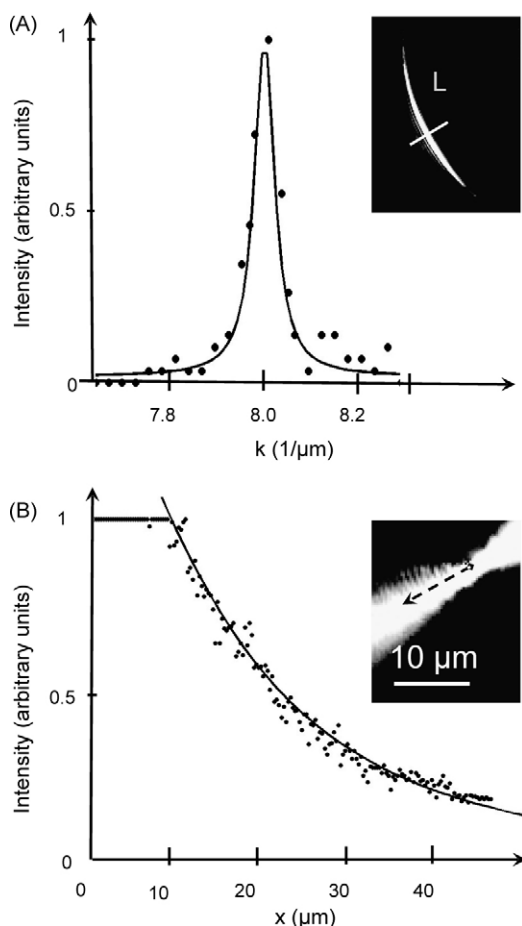 (A)
Intensity (arbitrary units)
1
0.5
0
7.8
8.0
8.2
k (1/µm)
L
(B)
Intensity (arbitrary units)
1
0.5
0
0
10
20
30
40
x (µm)
10 µm